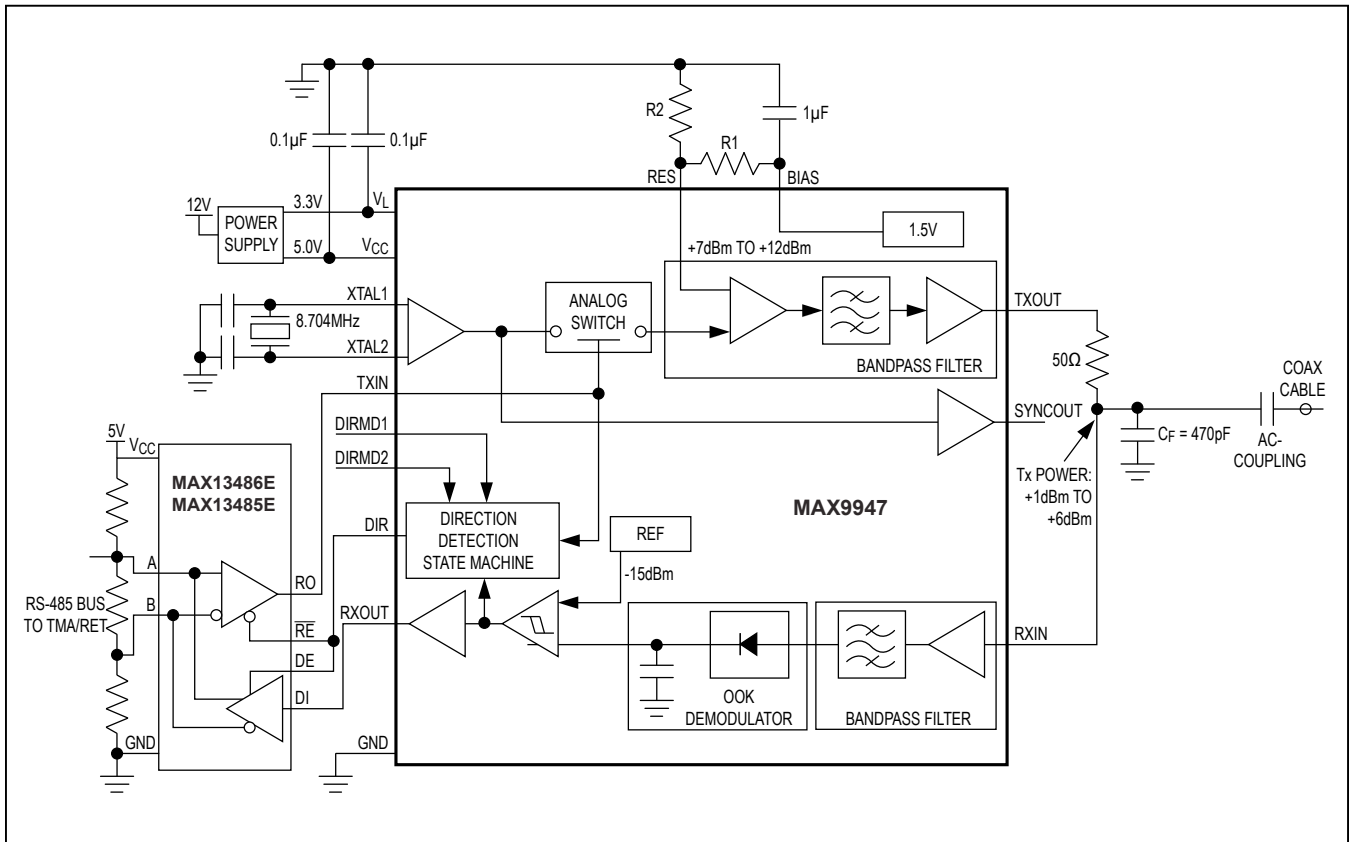 R2
1µF
0.1µF
0.1µF
R1
RES
BIAS
12V
POWER
SUPPLY
3.3V
VL
5.0V
VCC
1.5V
+7dBm TO +12dBm
XTAL1
8.704MHz
XTAL2
ANALOG
SWITCH
BANDPASS FILTER
TXOUT
50Ω
COAX
CABLE
TXIN
SYNCOUT
CF = 470pF
AC-
COUPLING
Tx POWER:
+1dBm TO
+6dBm
DIRMD1
DIRMD2
5V
VCC
MAX13486E
MAX13485E
MAX9947
DIR
DIRECTION
DETECTION
STATE MACHINE
REF
-15dBm
A
B
RO
RS-485 BUS
TO TMA/RET
RE
DE
DI
RXOUT
RXIN
OOK
DEMODULATOR
BANDPASS FILTER
GND
GND